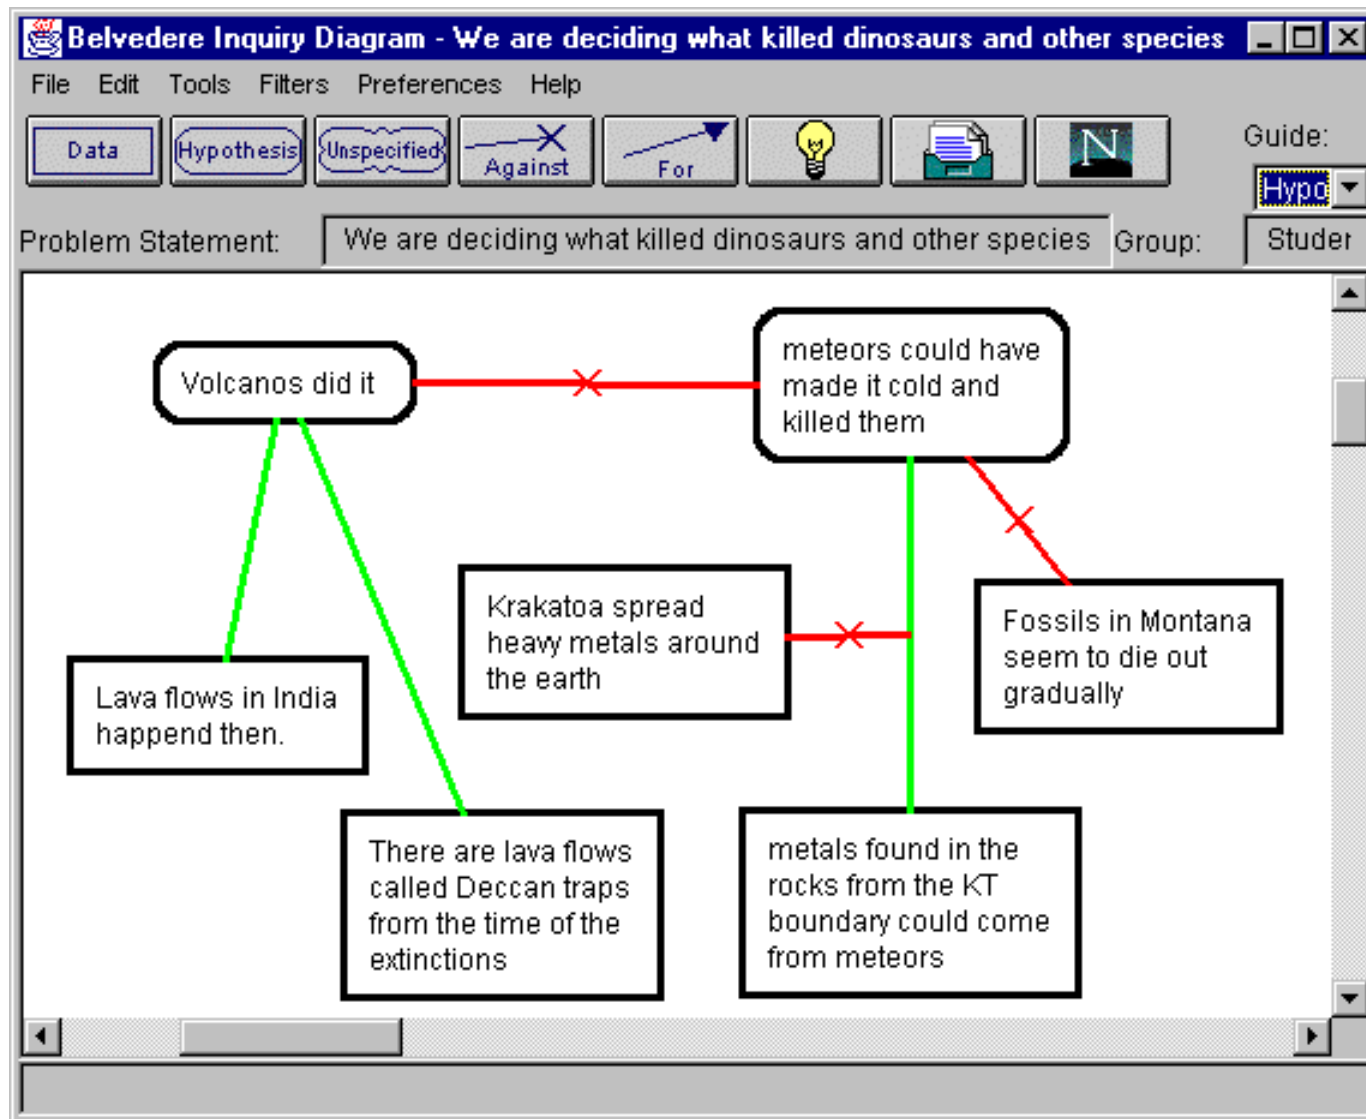 Belvedere Inquiry Diagram - We are deciding what killed dinosaurs and other species
File Edit Tools Filters Preferences Help
Data Hypothesis Unspecified Against For N
Guide:
Hypo
Problem Statement: We are deciding what killed dinosaurs and other species Group: Studer
Volcanos did it
meteors could have
made it cold and
killed them
Krakatoa spread
heavy metals around
the earth
Fossils in Montana
seem to die out
gradually
Lava flows in India
happend then.
There are lava flows
called Deccan traps
from the time of the
extinctions
metals found in the
rocks from the KT
boundary could come
from meteors